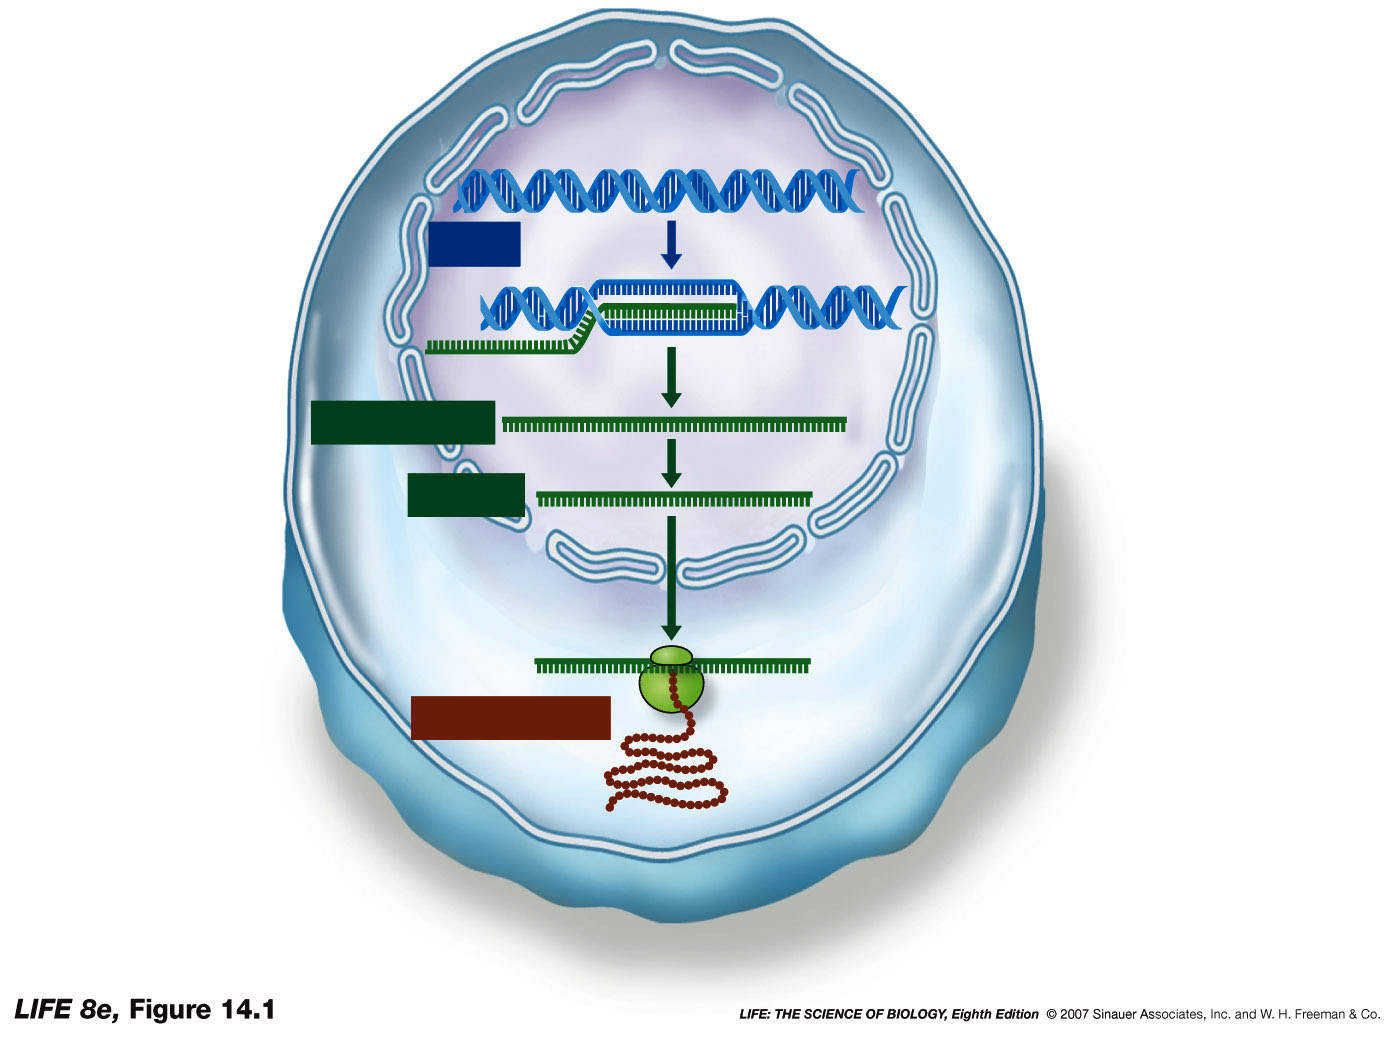 LIFE 8e, Figure 14.1
LIFE: THE SCIENCE OF BIOLOGY, Eighth Edition © 2007 Sinauer Associates, Inc. and W. H. Freeman & Co.